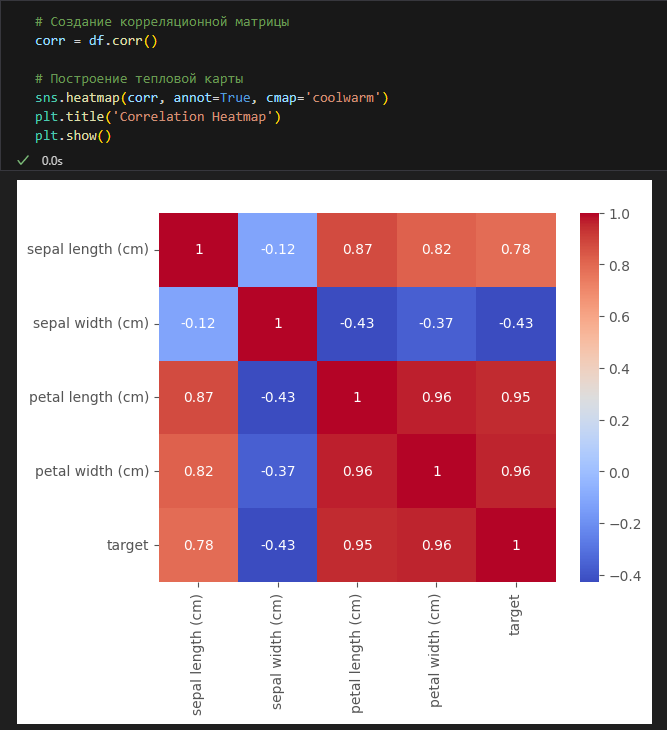 # Создание корреляционной матрицы
corr = df.corr()
# Построение тепловой карты
sns.heatmap(corr, annot=True, cmap='coolwarm')
plt.title('Correlation Heatmap')
plt.show()
0.0s
sepal length (cm) 1 -0.12 0.87 0.82 0.78
sepal width (cm) -0.12 1 -0.43 -0.37 -0.43
petal length (cm) 0.87 -0.43 1 0.96 0.95
petal width (cm) 0.82 -0.37 0.96 1 0.96
target 0.78 -0.43 0.95 0.96 1
sepal length (cm)
sepal width (cm)
petal length (cm)
petal width (cm)
target
1.0
0.8
0.6
0.4
0.2
0.0
−0.2
−0.4